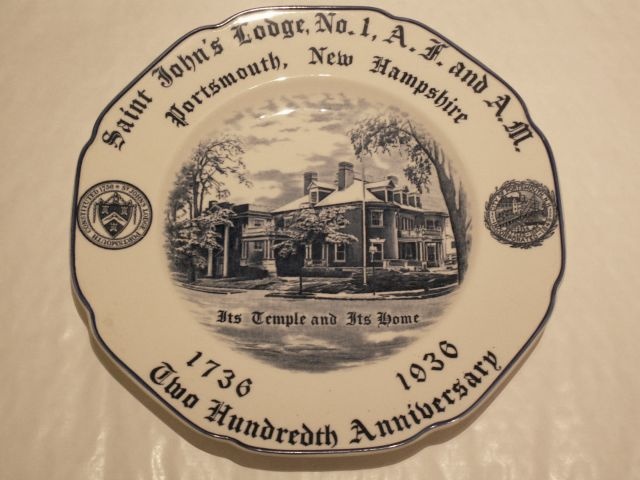 Saint John's Lodge, No. 1, A. F. and A. M.
Portsmouth, New Hampshire
Its Temple and Its Home
1736 1936
Two Hundredth Anniversary